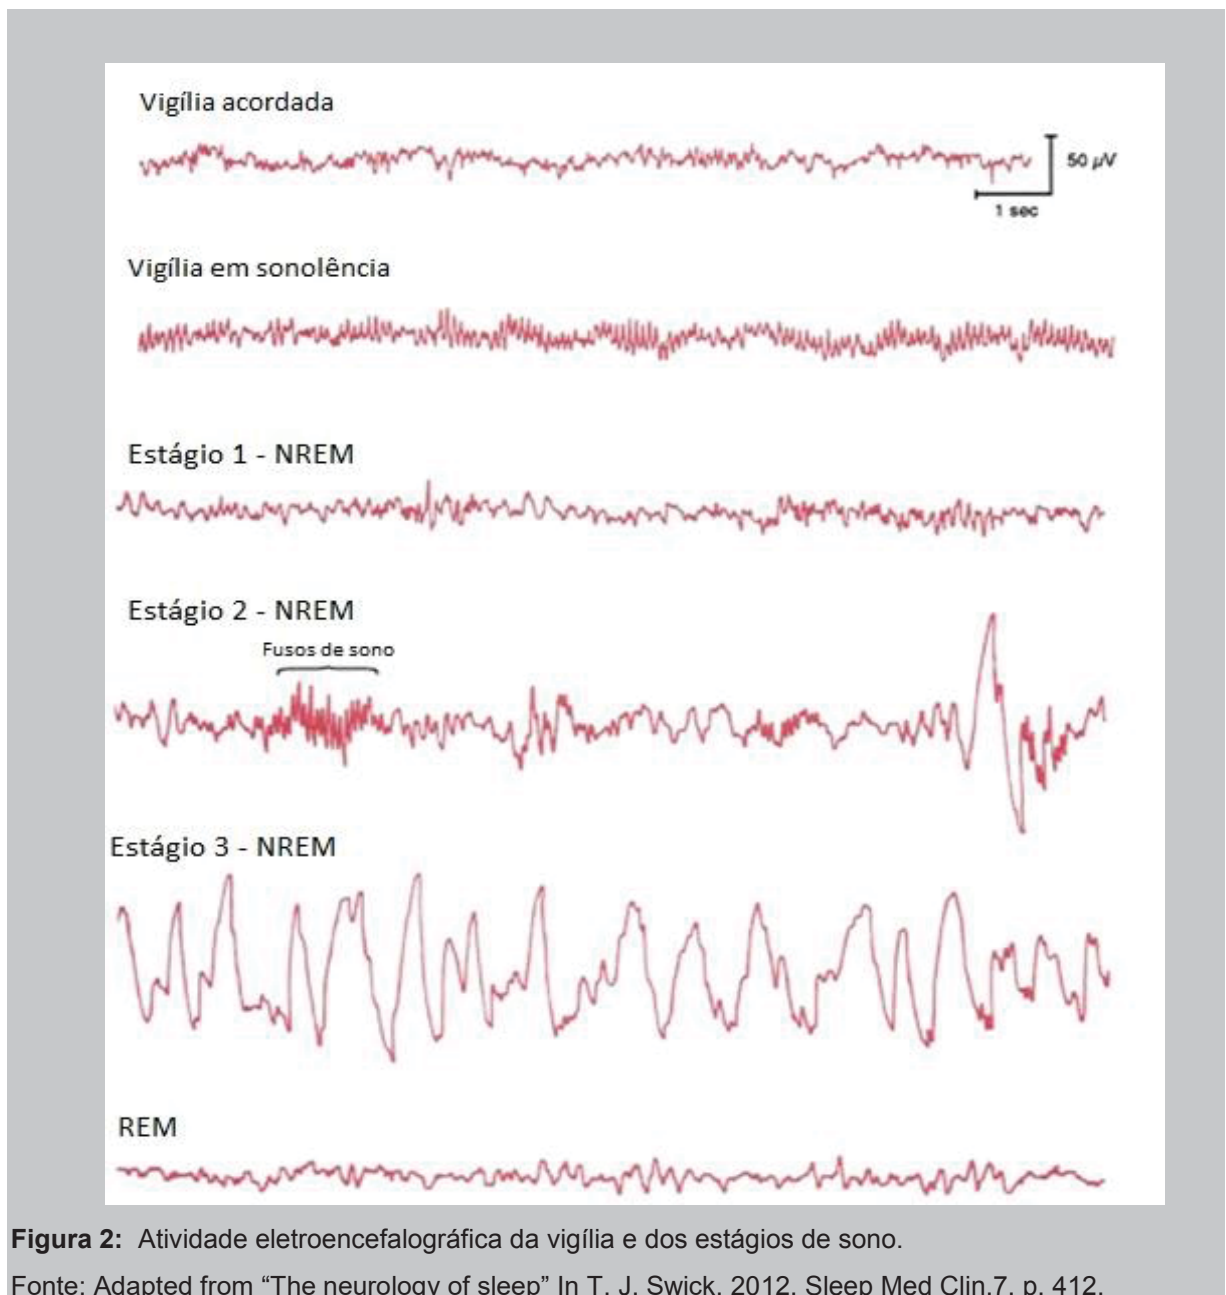 Vigília acordada
50 µV
1 sec
Vigília em sonolência
Estágio 1 - NREM
Estágio 2 - NREM
Fusos de sono
Estágio 3 - NREM
REM
Figura 2: Atividade eletroencefalográfica da vigília e dos estágios de sono.
Fonte: Adapted from “The neurology of sleep” In T. J. Swick, 2012, Sleep Med Clin,7, p. 412.